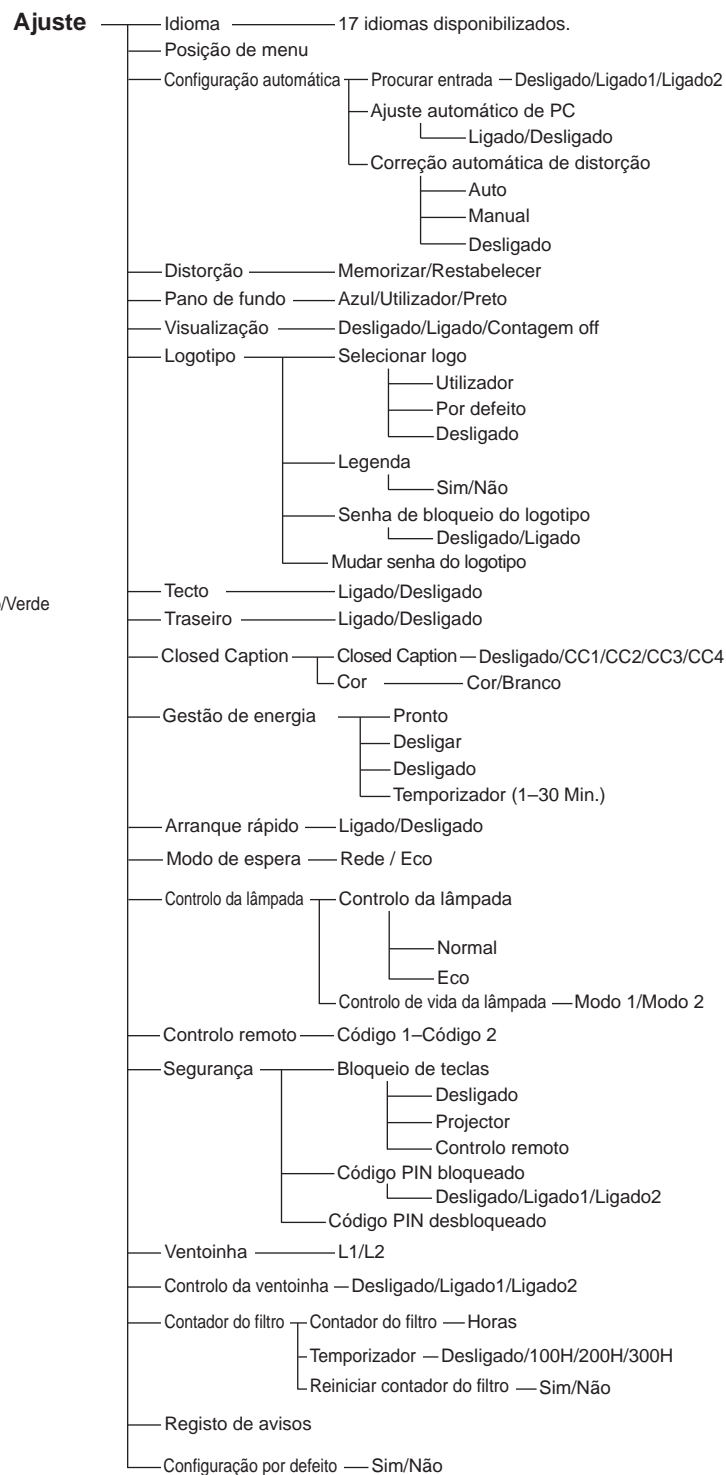 Ajuste Idioma 17 idiomas disponibilizados.
Posição de menu
Configuração automática Procurar entrada Desligado/Ligado1/Ligado2
Ajuste automático de PC
Ligado/Desligado
Correção automática de distorção
Auto
Manual
Desligado
Distorção Memorizar/Restabelecer
Pano de fundo Azul/Utilizador/Preto
Visualização Desligado/Ligado/Contagem off
Logotipo Selecionar logo
Utilizador
Por defeito
Desligado
Legenda
Sim/Não
Senha de bloqueio do logotipo
Desligado/Ligado
Mudar senha do logotipo
Tecto Ligado/Desligado
/Verde
Traseiro Ligado/Desligado
Closed Caption Closed Caption Desligado/CC1/CC2/CC3/CC4
Cor Cor/Branco
Gestão de energia Pronto
Desligar
Desligado
Temporizador (1–30 Min.)
Arranque rápido Ligado/Desligado
Modo de espera Rede / Eco
Controlo da lâmpada Controlo da lâmpada
Normal
Eco
Controlo de vida da lâmpada Modo 1/Modo 2
Controlo remoto Código 1–Código 2
Segurança Bloqueio de teclas
Desligado
Projector
Controlo remoto
Código PIN bloqueado
Desligado/Ligado1/Ligado2
Código PIN desbloqueado
Ventoinha L1/L2
Controlo da ventoinha Desligado/Ligado1/Ligado2
Contador do filtro Contador do filtro Horas
Temporizador Desligado/100H/200H/300H
Reiniciar contador do filtro Sim/Não
Registo de avisos
Configuração por defeito Sim/Não